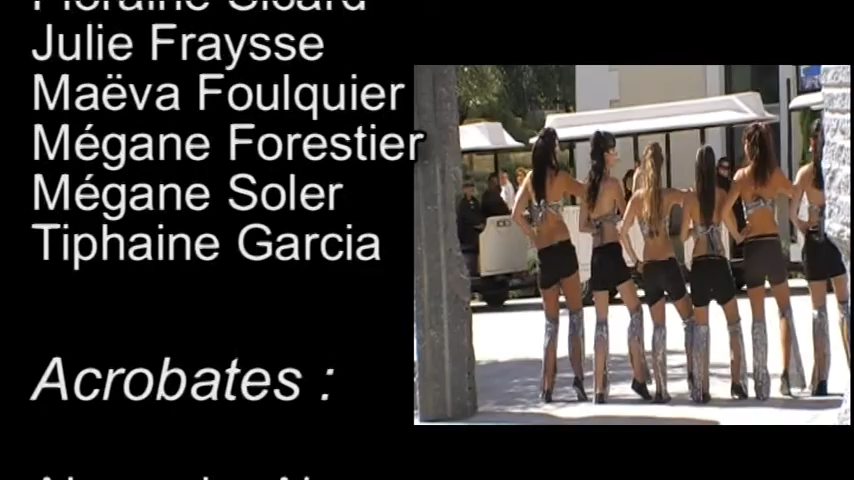 Julie Fraysse
Maëva Foulquier
Mégane Forestier
Mégane Soler
Tiphaine Garcia
Acrobates :